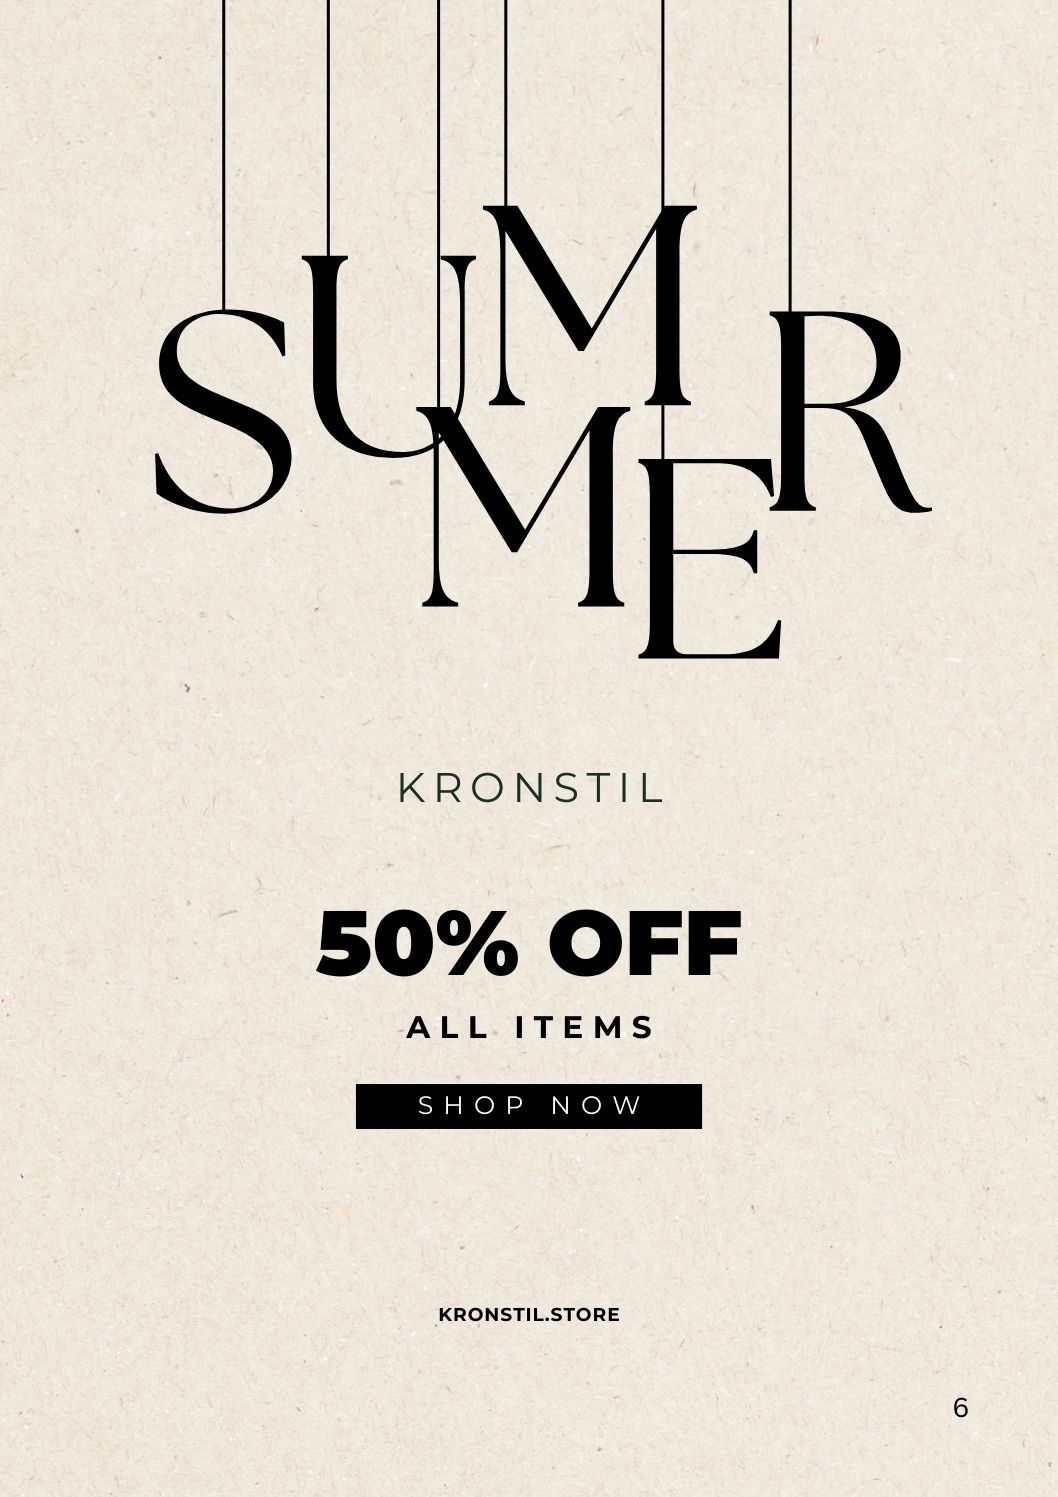 SUMMER
KRONSTIL
50% OFF
ALL ITEMS
SHOP NOW
KRONSTIL.STORE
6